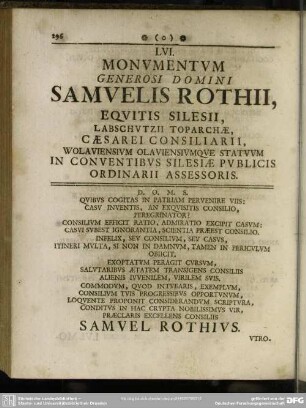 296
(o)
LVI.
MONVMENTVM
GENEROSI DOMINI
SAMVELIS ROTHII,
EQVITIS SILESII,
LABSCHVTZII TOPARCHÆ,
CÆSAREI CONSILIARII,
WOLAVIENSIVM OLAVIENSIVMQVE STATVVM
IN CONVENTIBVS SILESIÆ PVBLICIS
ORDINARII ASSESSORIS.
D. O. M. S.
QVIBVS COGITAS IN PATRIAM PERVENIRE VIIS:
CASV INVENTIS, AN EXQVISITIS CONSILIO,
PEREGRINATOR!
CONSILIVM EFFICIT RATIO, ADMIRATIO EXCIPIT CASVM:
CASVI SVBEST IGNORANTIA, SCIENTIA PRÆEST CONSILIO.
INFELIX, SEV CONSILIVM, SEV CASVS,
ITINERI MVLTA, SI NON IN DAMNVM, TAMEN IN PERICVLVM
OBIICIT.
EXOPTATVM PERAGIT CVRSVM,
SALVTARIBVS ÆTATEM TRANSIGENS CONSILIIS
ALIENIS IVVENILEM, VIRILEM SVIS.
COMMODVM, QVOD INTVEARIS, EXEMPLVM,
CONSILIVM TVIS PROGRESSIBVS OPPORTVNVM,
LOQVENTE PROPONIT CONSIDERANDVM SCRIPTVRA,
CONDITVS IN HAC CRYPTA NOBILISSIMVS VIR,
PRÆCLARIS EXCELLENS CONSILIIS
SAMVEL ROTHIVS.
VTRO.